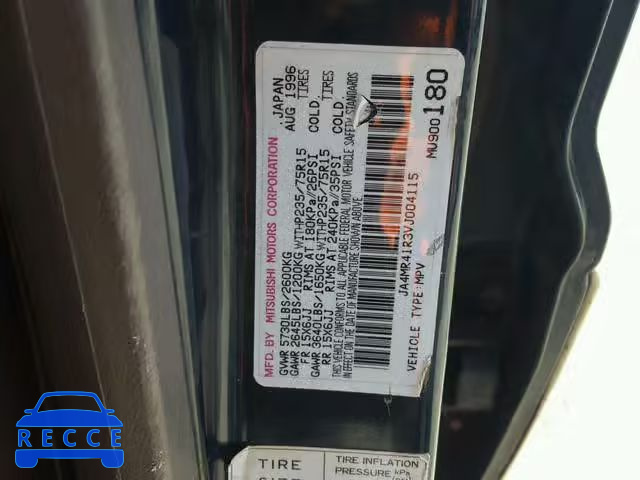 MFD. BY MITSUBISHI MOTORS CORPORATION JAPAN
GVWR 5730LBS/2600KG AUG 1996
GAWR 2645LBS/1200KG WITH P235/75R15 TIRES
FR 15X6JJ RIMS AT 180KPa/26PSI COLD.
GAWR 3640LBS/1650KG WITH P235/75R15 TIRES
RR 15X6JJ RIMS AT 240KPa/35PSI COLD.
THIS VEHICLE CONFORMS TO ALL APPLICABLE FEDERAL MOTOR VEHICLE SAFETY STANDARDS
IN EFFECT ON THE DATE OF MANUFACTURE SHOWN ABOVE.
JA4MR41R3VJ004115
VEHICLE TYPE:MPV MU900 180
TIRE
TIRE INFLATION
PRESSURE kPa
RECCE